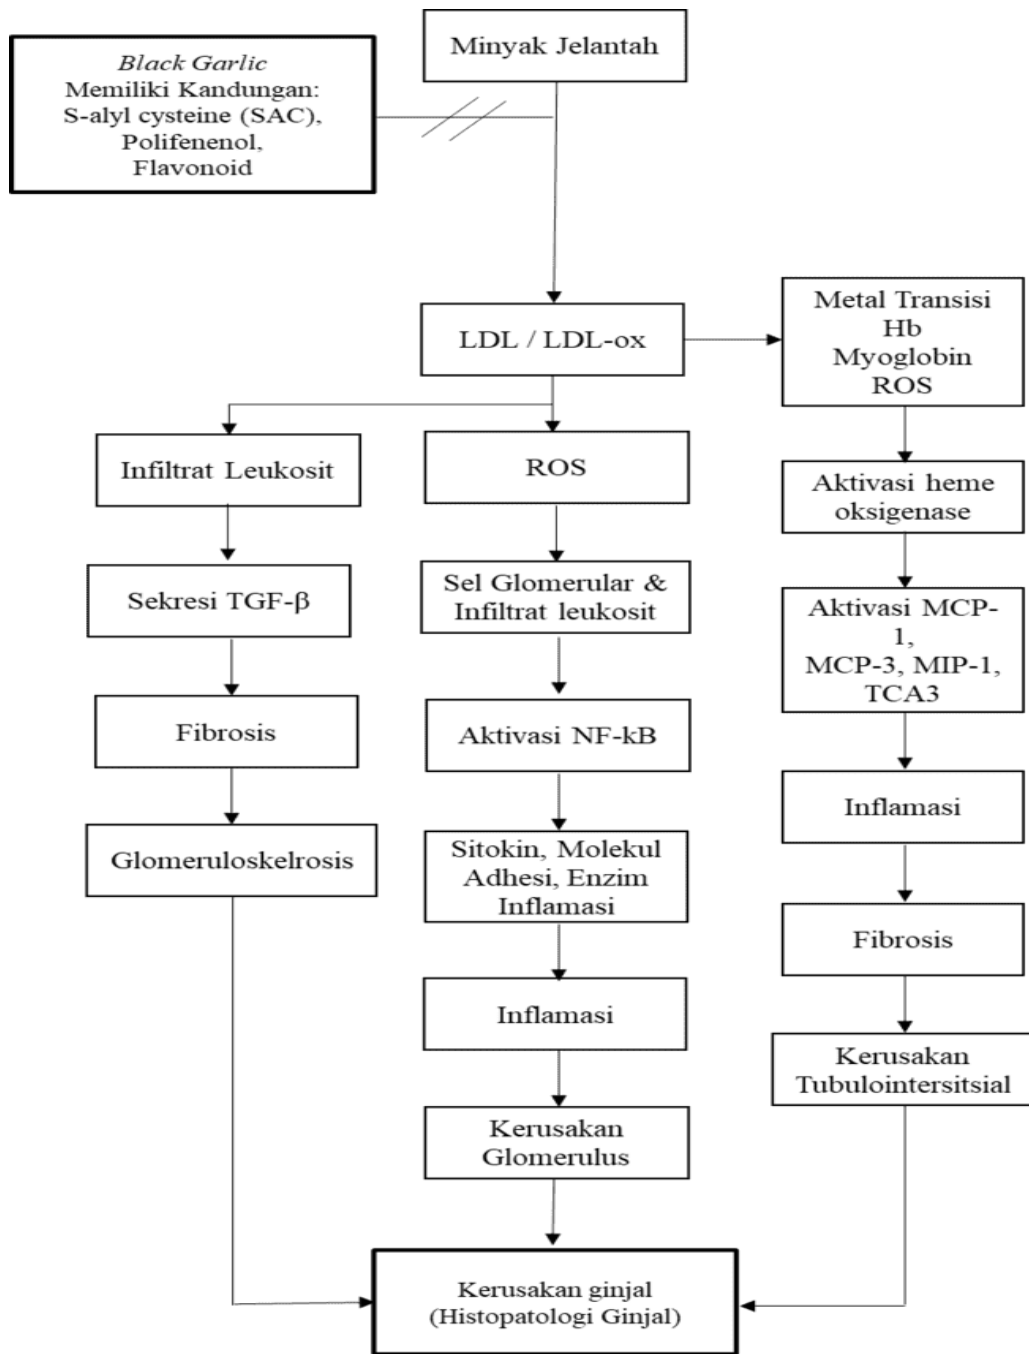 Minyak Jelantah
Black Garlic
Memiliki Kandungan:
S-alyl cysteine (SAC),
Polifenenol,
Flavonoid
LDL / LDL-ox
Metal Transisi
Hb
Myoglobin
ROS
Infiltrat Leukosit
ROS
Aktivasi heme
oksigenase
Sekresi TGF-β
Sel Glomerular &
Infiltrat leukosit
Aktivasi MCP-
1,
MCP-3, MIP-1,
TCA3
Fibrosis
Aktivasi NF-kB
Inflamasi
Glomeruloskelrosis
Sitokin, Molekul
Adhesi, Enzim
Inflamasi
Fibrosis
Inflamasi
Kerusakan
Tubulointersitsial
Kerusakan
Glomerulus
Kerusakan ginjal
(Histopatologi Ginjal)